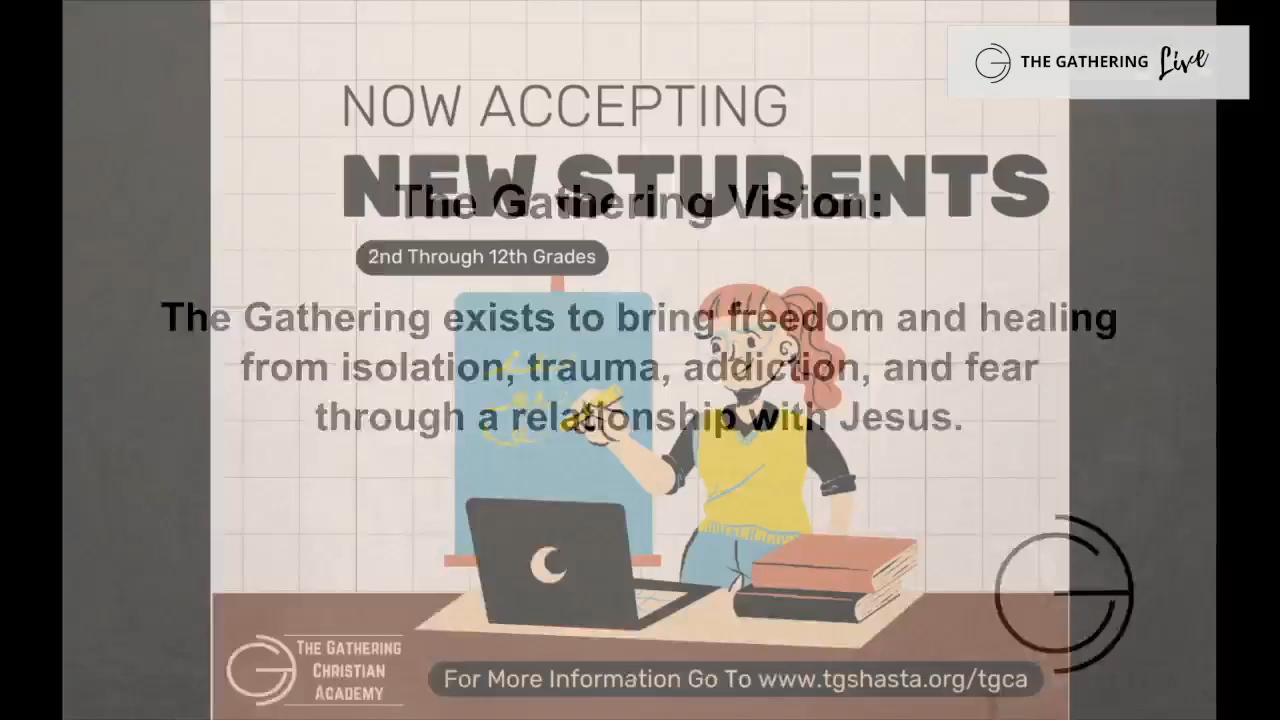 THE GATHERING Live
NOW ACCEPTING
NEW STUDENTS
The Gathering Vision:
2nd Through 12th Grades
The Gathering exists to bring freedom and healing
from isolation, trauma, addiction, and fear
through a relationship with Jesus.
THE GATHERING
CHRISTIAN
ACADEMY
For More Information Go To www.tgshasta.org/tgca